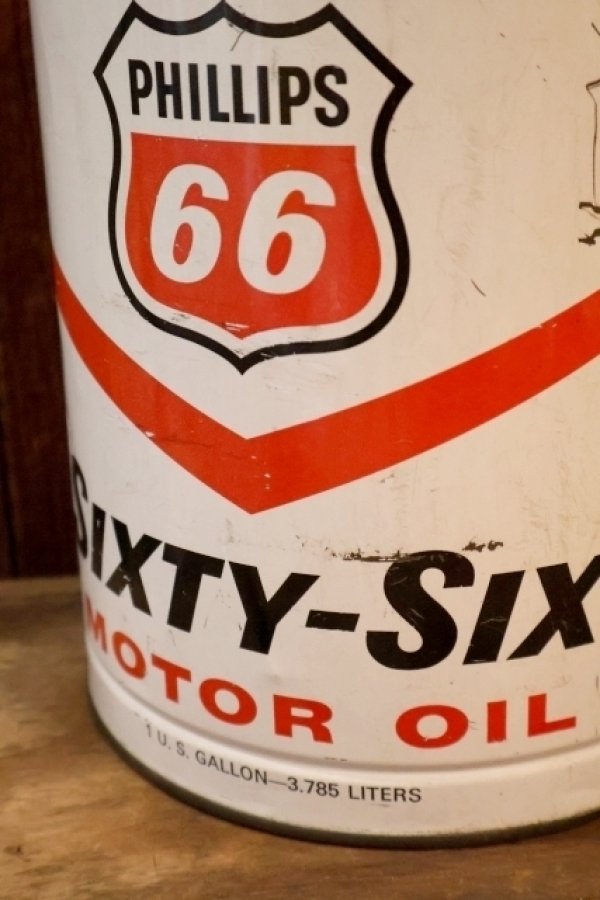 PHILLIPS
66
SIXTY-SIX
MOTOR OIL
1 U.S. GALLON—3.785 LITERS